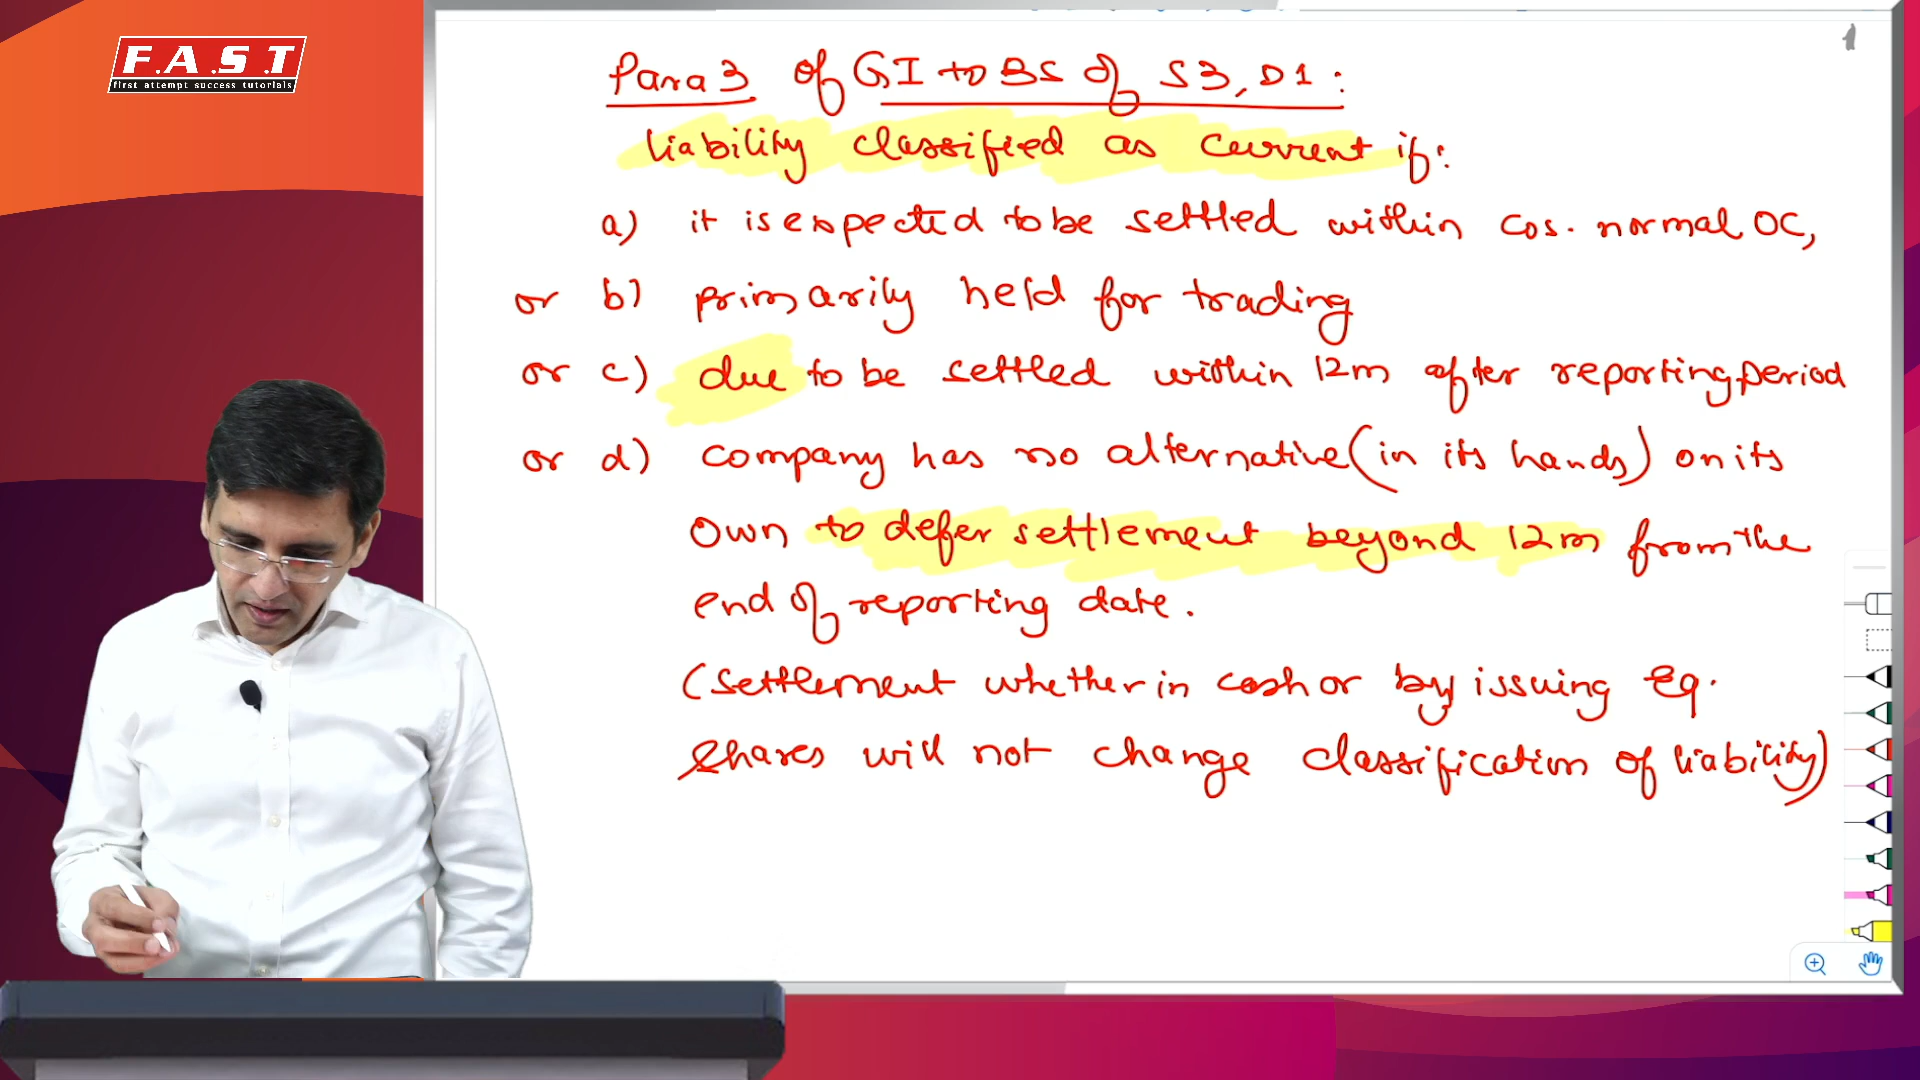 F.A.S.T
first attempt success tutorials
Para 3 of GI to BS of S3, D1:
liability classified as current if:
a) it is expected to be settled within cos. normal OC,
or b) primarily held for trading
or c) due to be settled within 12m after reporting period
or d) company has no alternative (in its hands) on its
own to defer settlement beyond 12m from the
end of reporting date.
(settlement whether in cash or by issuing Eq.
shares will not change classification of liability)